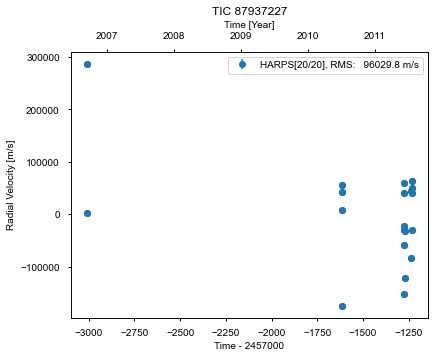 TIC 87937227
Time [Year]
2007 2008 2009 2010 2011
300000
200000
100000
0
−100000
Radial Velocity [m/s]
HARPS[20/20], RMS: 96029.8 m/s
−3000 −2750 −2500 −2250 −2000 −1750 −1500 −1250
Time - 2457000